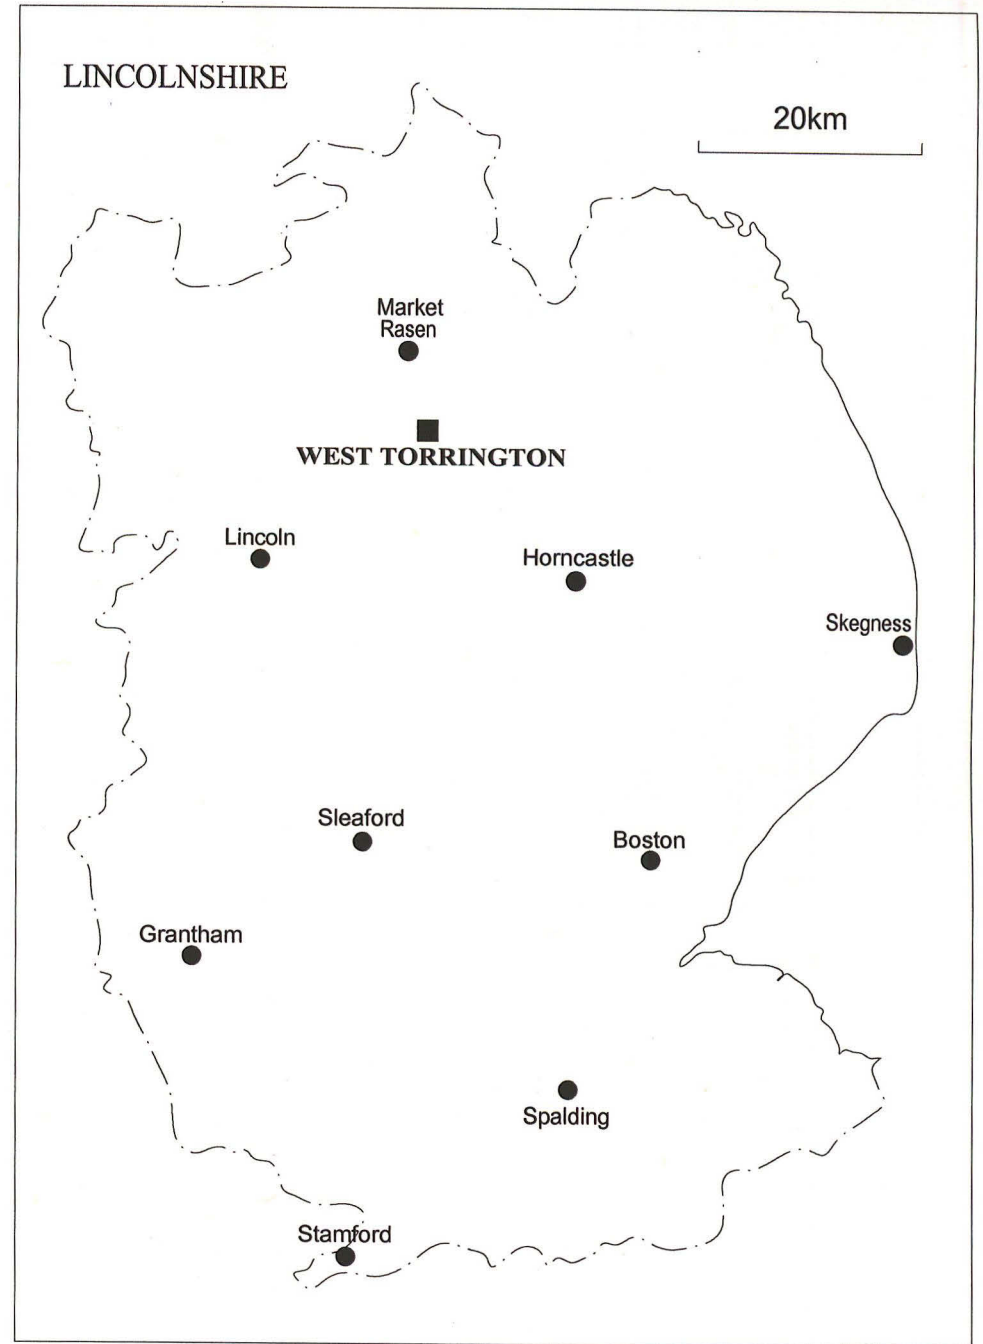 LINCOLNSHIRE
20km
Market
Rasen
WEST TORRINGTON
Lincoln
Horncastle
Skegness
Sleaford
Boston
Grantham
Spalding
Stamford